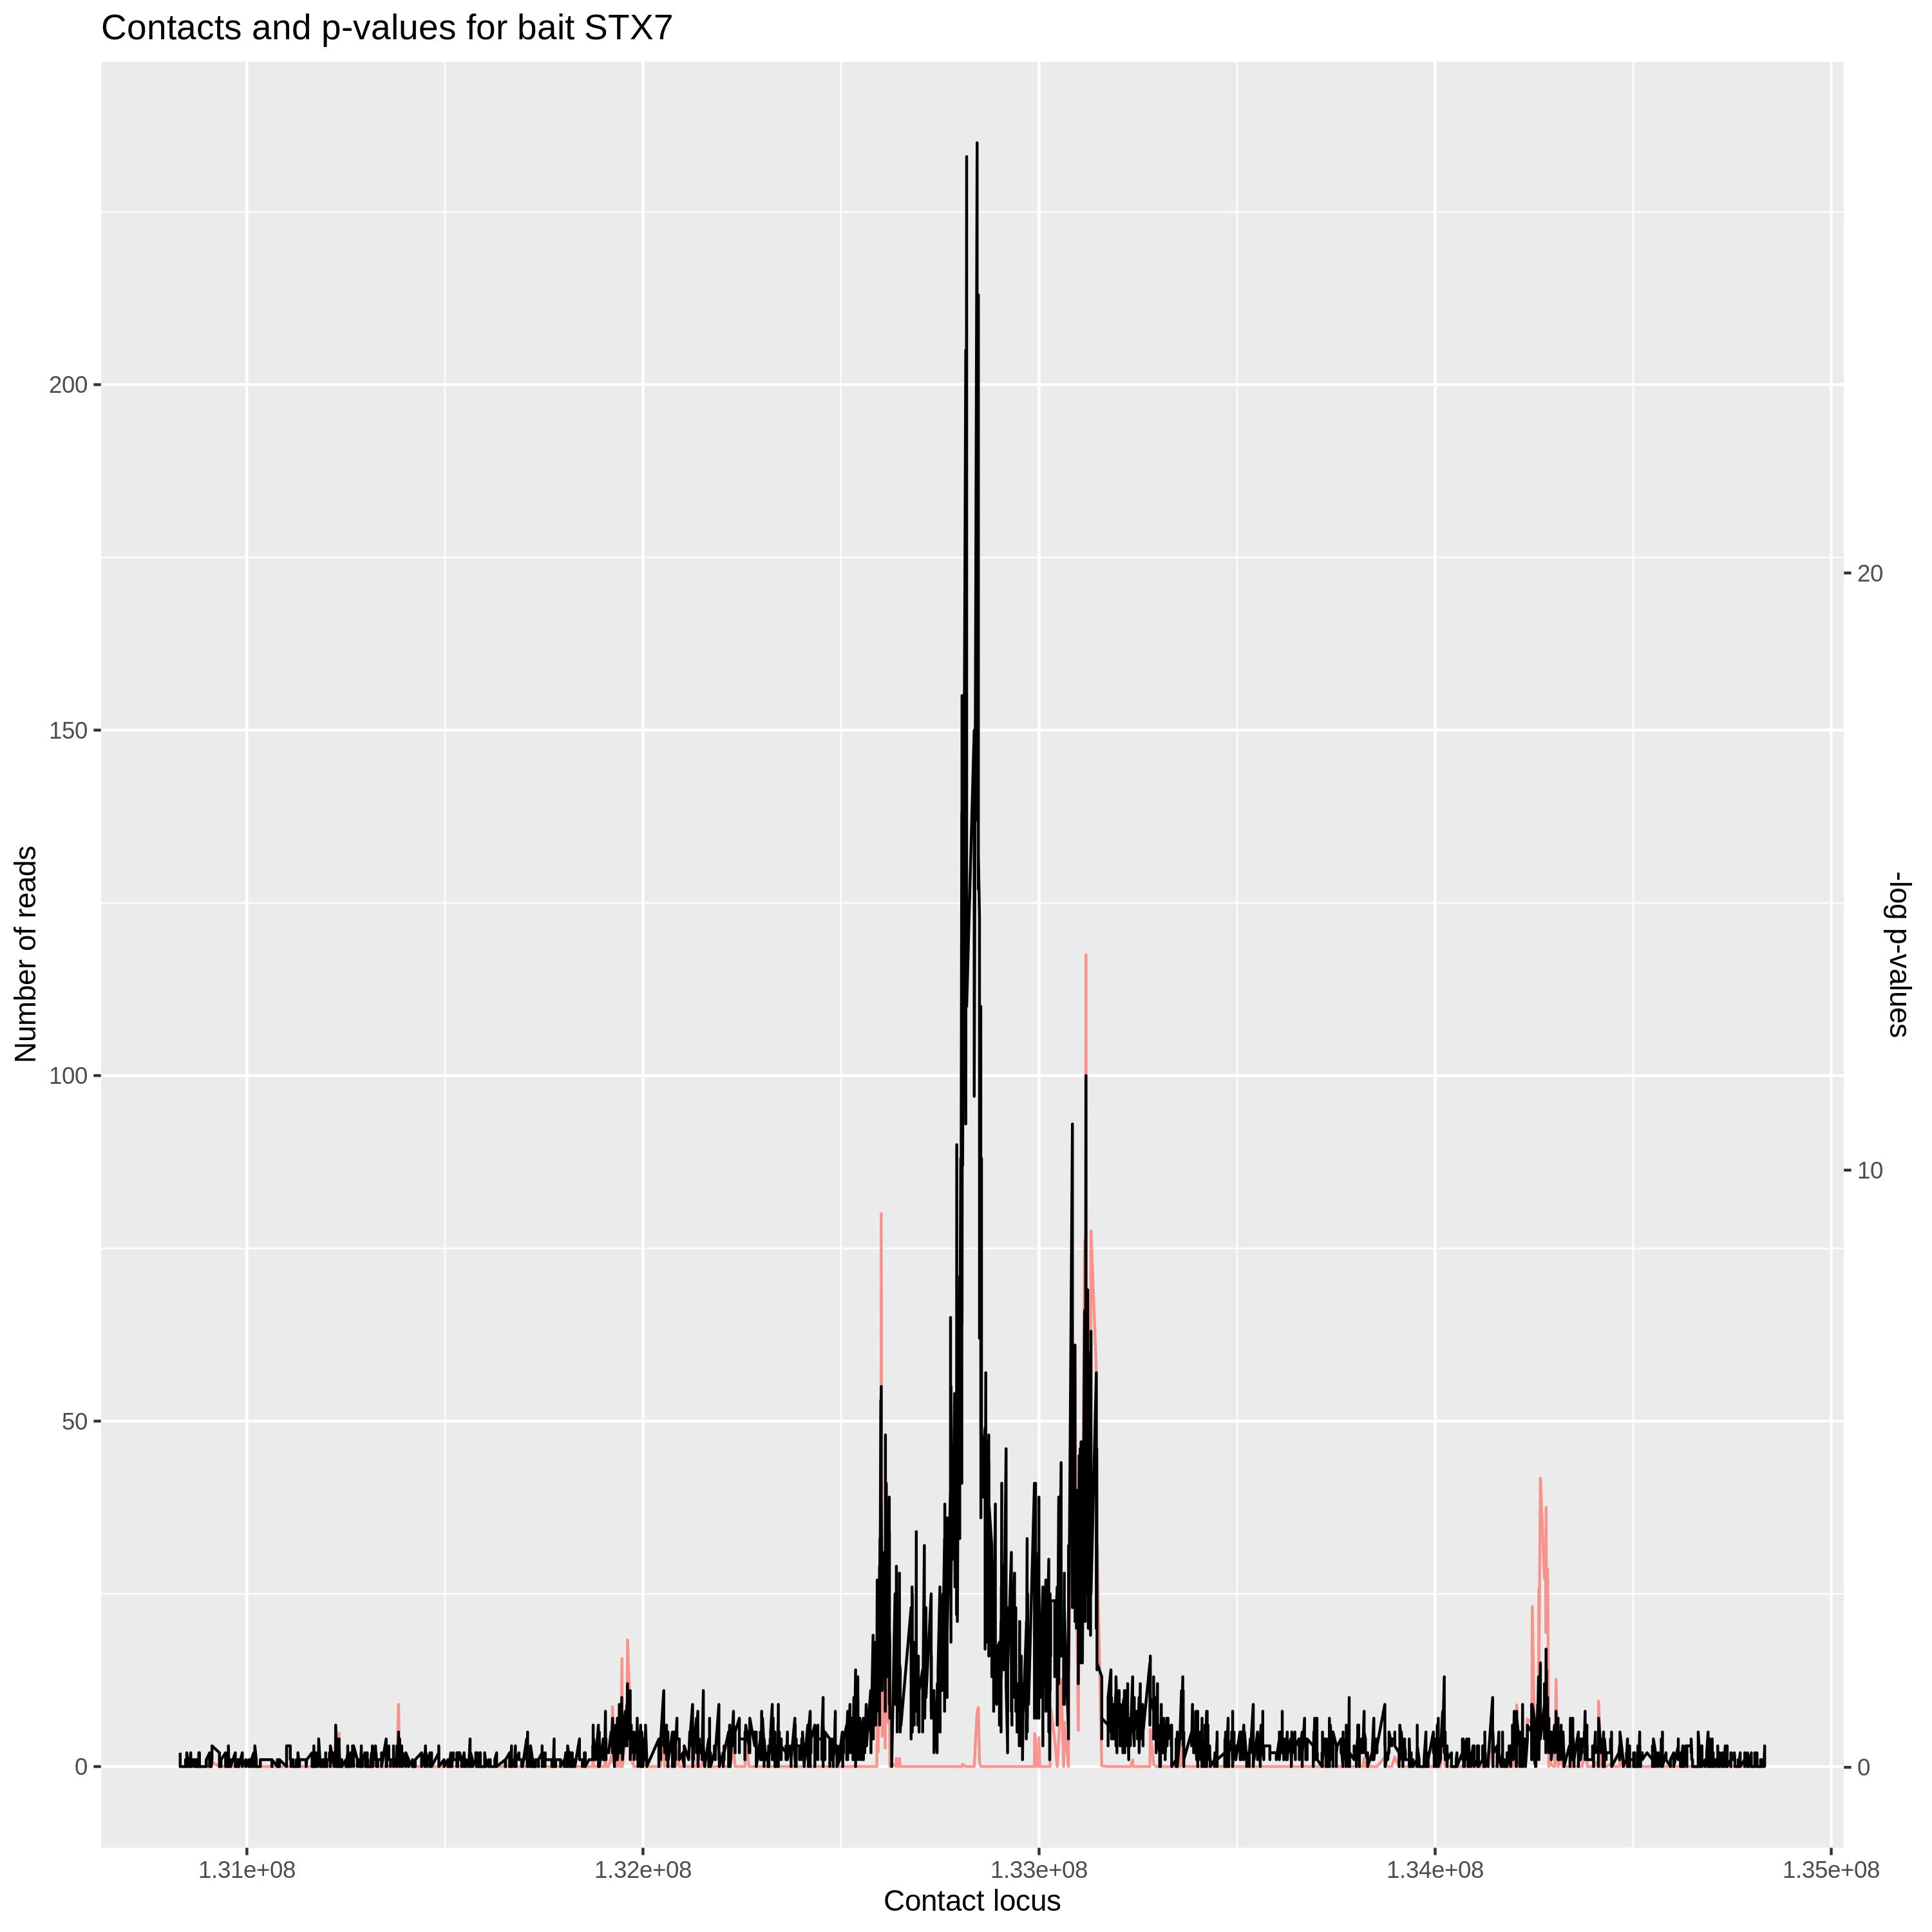 Contacts and p-values for bait STX7
Number of reads
200
150
100
50
0
20
10
0
-log p-values
1.31e+08
1.32e+08
1.33e+08
1.34e+08
1.35e+08
Contact locus